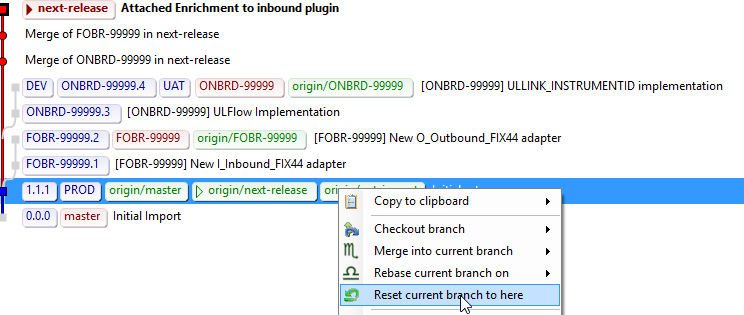 next-release Attached Enrichment to inbound plugin
Merge of FOBR-99999 in next-release
Merge of ONBRD-99999 in next-release
DEV ONBRD-99999.4 UAT ONBRD-99999 origin/ONBRD-99999 [ONBRD-99999] ULLINK_INSTRUMENTID implementation
ONBRD-99999.3 [ONBRD-99999] ULFlow Implementation
FOBR-99999.2 FOBR-99999 origin/FOBR-99999 [FOBR-99999] New O_Outbound_FIX44 adapter
FOBR-99999.1 [FOBR-99999] New I_Inbound_FIX44 adapter
1.1.1 PROD origin/master origin/next-release
0.0.0 master Initial Import
Copy to clipboard
Checkout branch
Merge into current branch
Rebase current branch on
Reset current branch to here